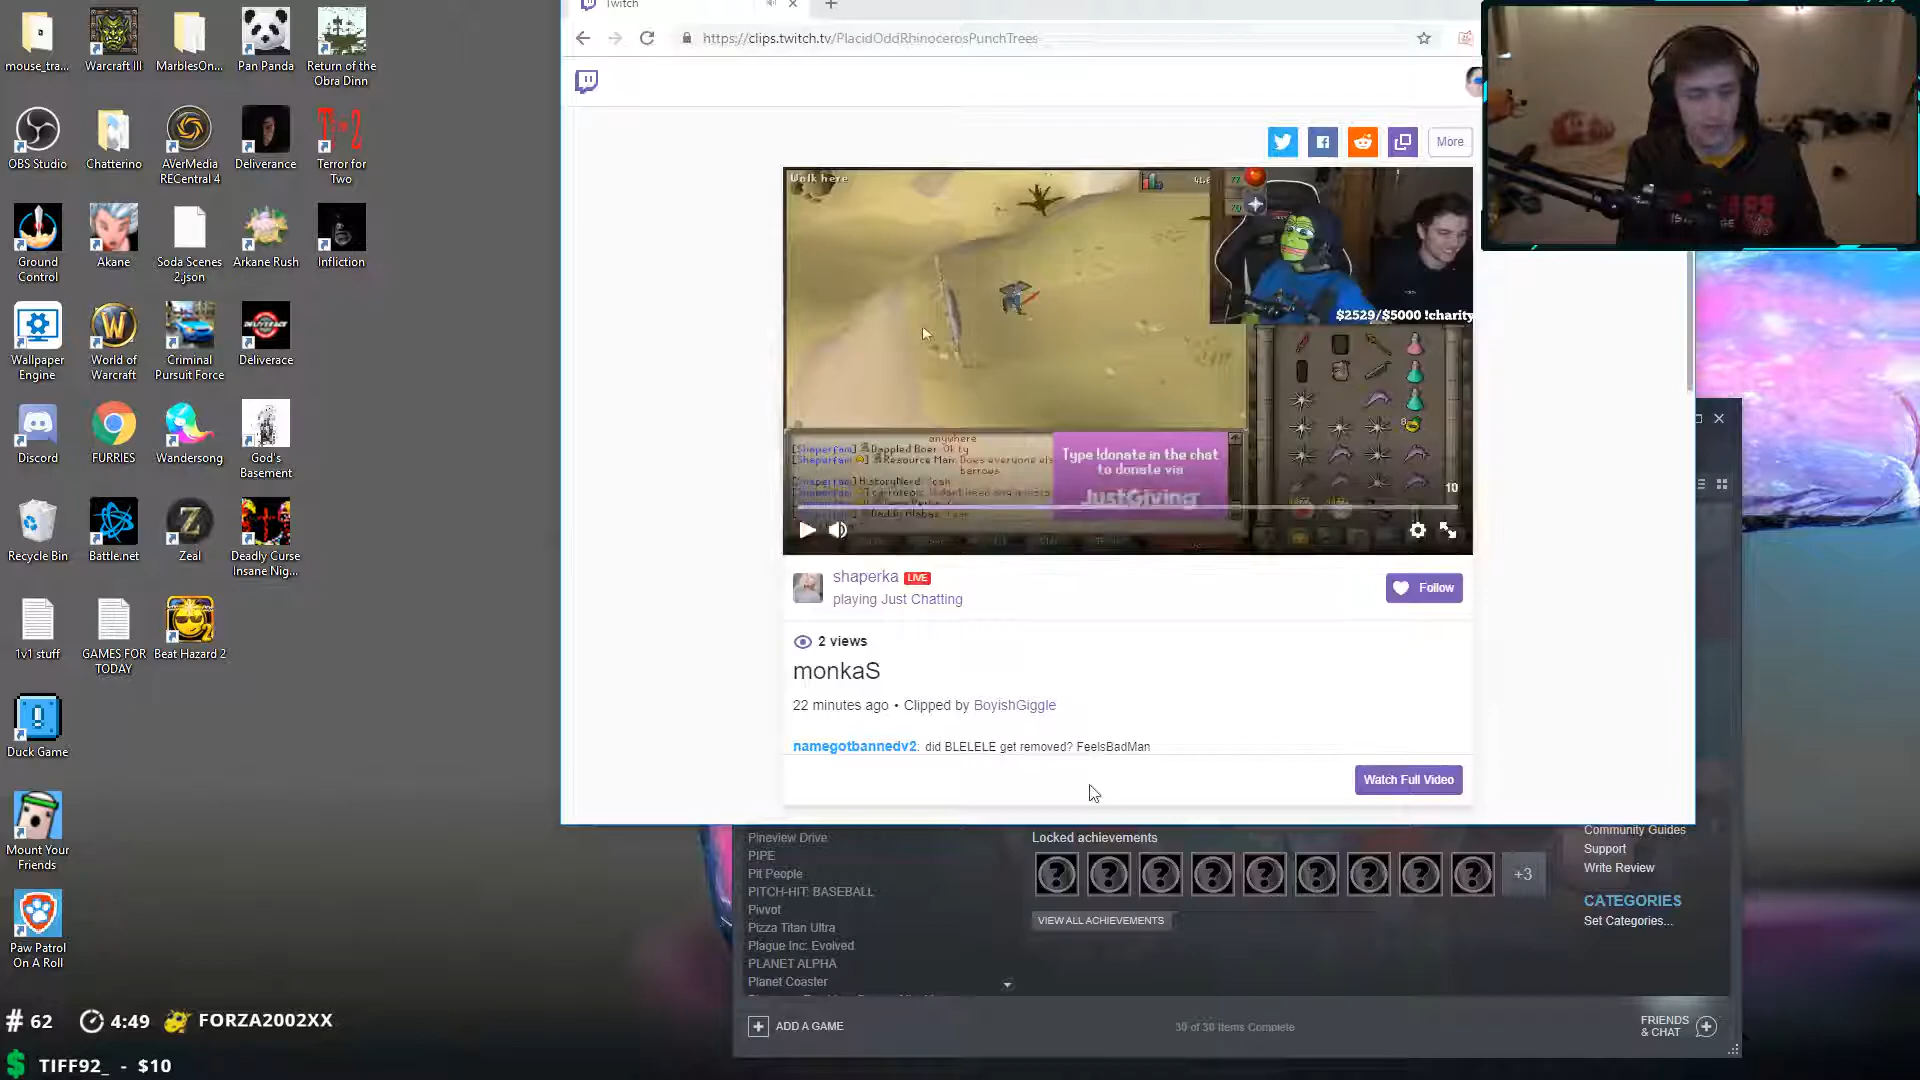 mouse_tra...
Warcraft III
MarblesOn...
Pan Panda
Return of the
Obra Dinn
OBS Studio
Chatterino
AVerMedia
RECentral 4
Deliverance
Terror for
Two
Ground
Control
Akane
Soda Scenes
2.json
Arkane Rush
Infliction
Wallpaper
Engine
World of
Warcraft
Criminal
Pursuit Force
Deliverace
Discord
FURRIES
Wandersong
God's
Basement
Recycle Bin
Battle.net
Zeal
Deadly Curse
Insane Nig...
1v1 stuff
GAMES FOR
TODAY
Beat Hazard 2
Duck Game
Mount Your
Friends
Paw Patrol
On A Roll
# 62
4:49
FORZA2002XX
TIFF92_ - $10
Twitch
https://clips.twitch.tv/PlacidOddRhinocerosPunchTrees
More
Walk here
$2529/$5000 !charity
anywhere
Type !donate in the chat
to donate via
JustGiving
10
shaperka LIVE
playing Just Chatting
Follow
2 views
monkaS
22 minutes ago • Clipped by BoyishGiggle
namegotbannedv2: did BLELELE get removed? FeelsBadMan
Watch Full Video
Pineview Drive
PIPE
Pit People
PITCH-HIT: BASEBALL
Pivvot
Pizza Titan Ultra
Plague Inc: Evolved
PLANET ALPHA
Planet Coaster
Locked achievements
+3
VIEW ALL ACHIEVEMENTS
Community Guides
Support
Write Review
CATEGORIES
Set Categories...
ADD A GAME
30 of 30 Items Complete
FRIENDS
& CHAT